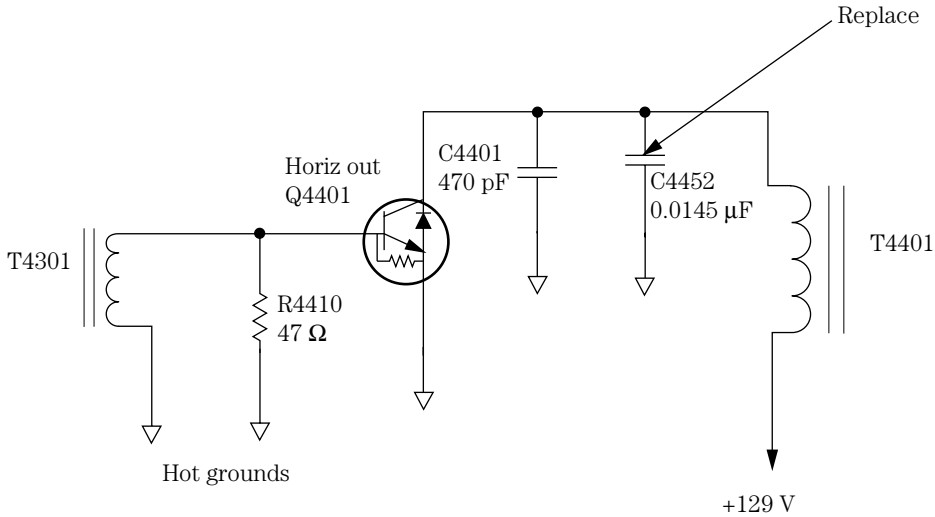 Replace
Horiz out
Q4401
C4401
470 pF
C4452
0.0145 μF
T4401
T4301
R4410
47 Ω
Hot grounds
+129 V